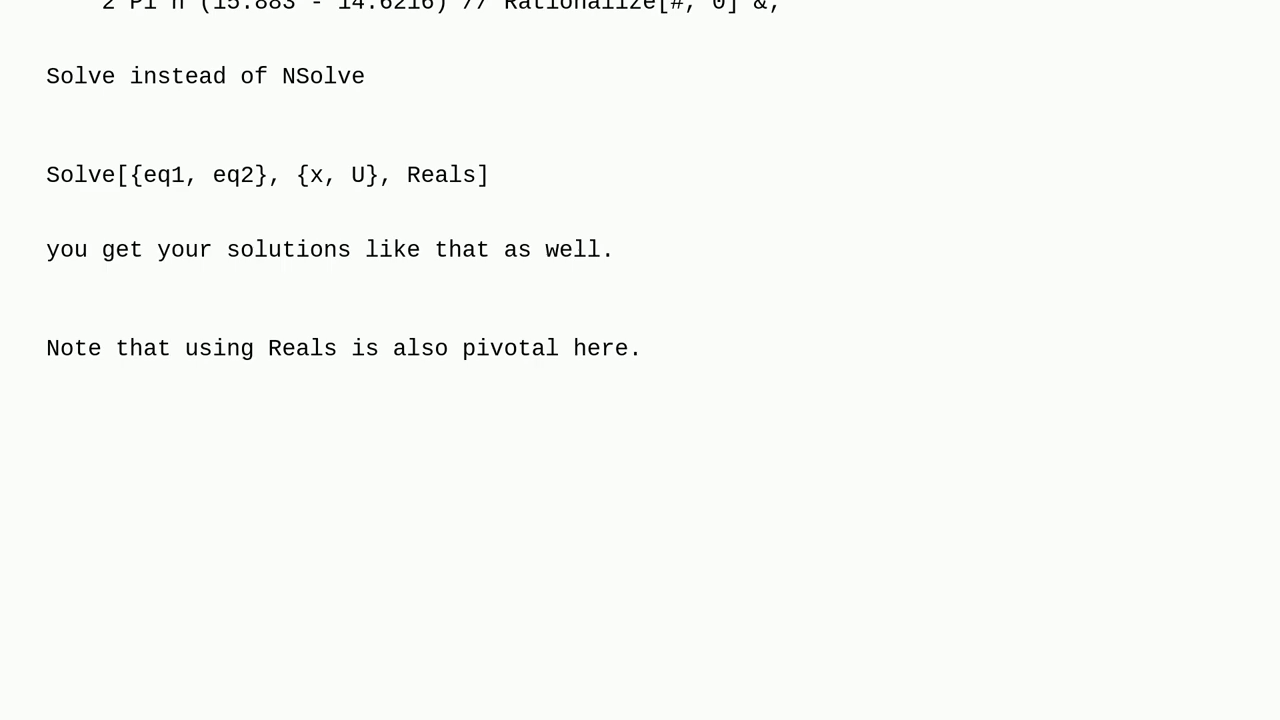 2 Pi h (15.883 - 14.6216) // Rationalize[#, 0] &,
Solve instead of NSolve
Solve[{eq1, eq2}, {x, U}, Reals]
you get your solutions like that as well.
Note that using Reals is also pivotal here.